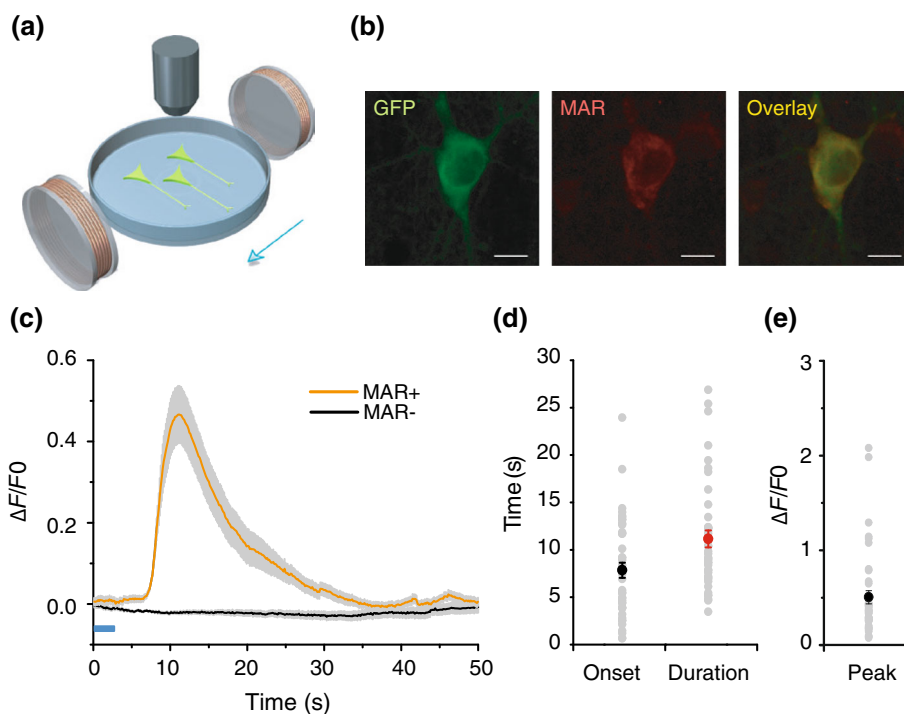 (a)
(b)
GFP
MAR
Overlay
(c)
0.6
0.4
0.2
0.0
ΔF/F0
MAR+
MAR-
0
10
20
30
40
50
Time (s)
(d)
30
25
20
15
10
5
0
Time (s)
Onset
Duration
(e)
3
2
1
0
ΔF/F0
Peak